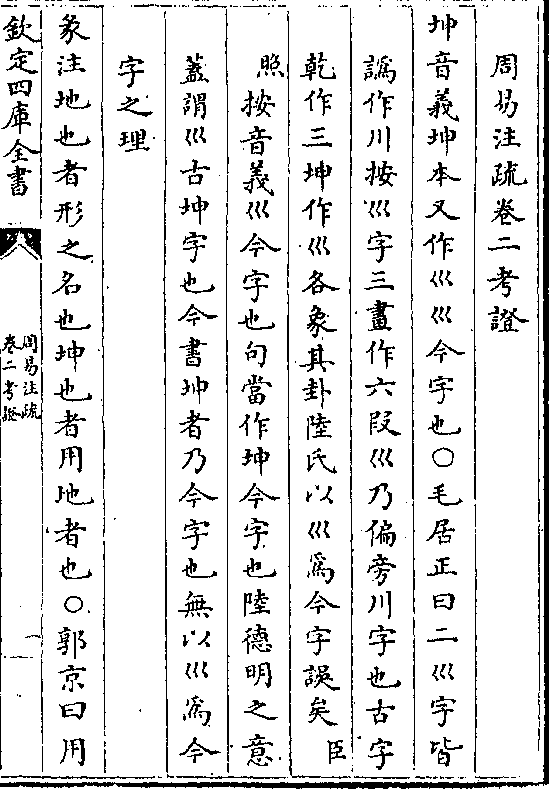 周易注疏卷二考證
坤音義坤本又作巛巛今字也○毛居正曰二巛字皆
譌作川按巛字三畫作六段巛乃偏旁川字也古字
乾作三坤作巛各象其卦陸氏以巛爲今字誤矣臣
照按音義巛今字也句當作坤今字也陸德明之意
蓋謂巛古坤字也今書坤者乃今字也無以巛爲今
字之理
彖注地也者形之名也坤也者用地者也○郭京曰用
欽定四庫全書
周易注疏
卷二考證
一